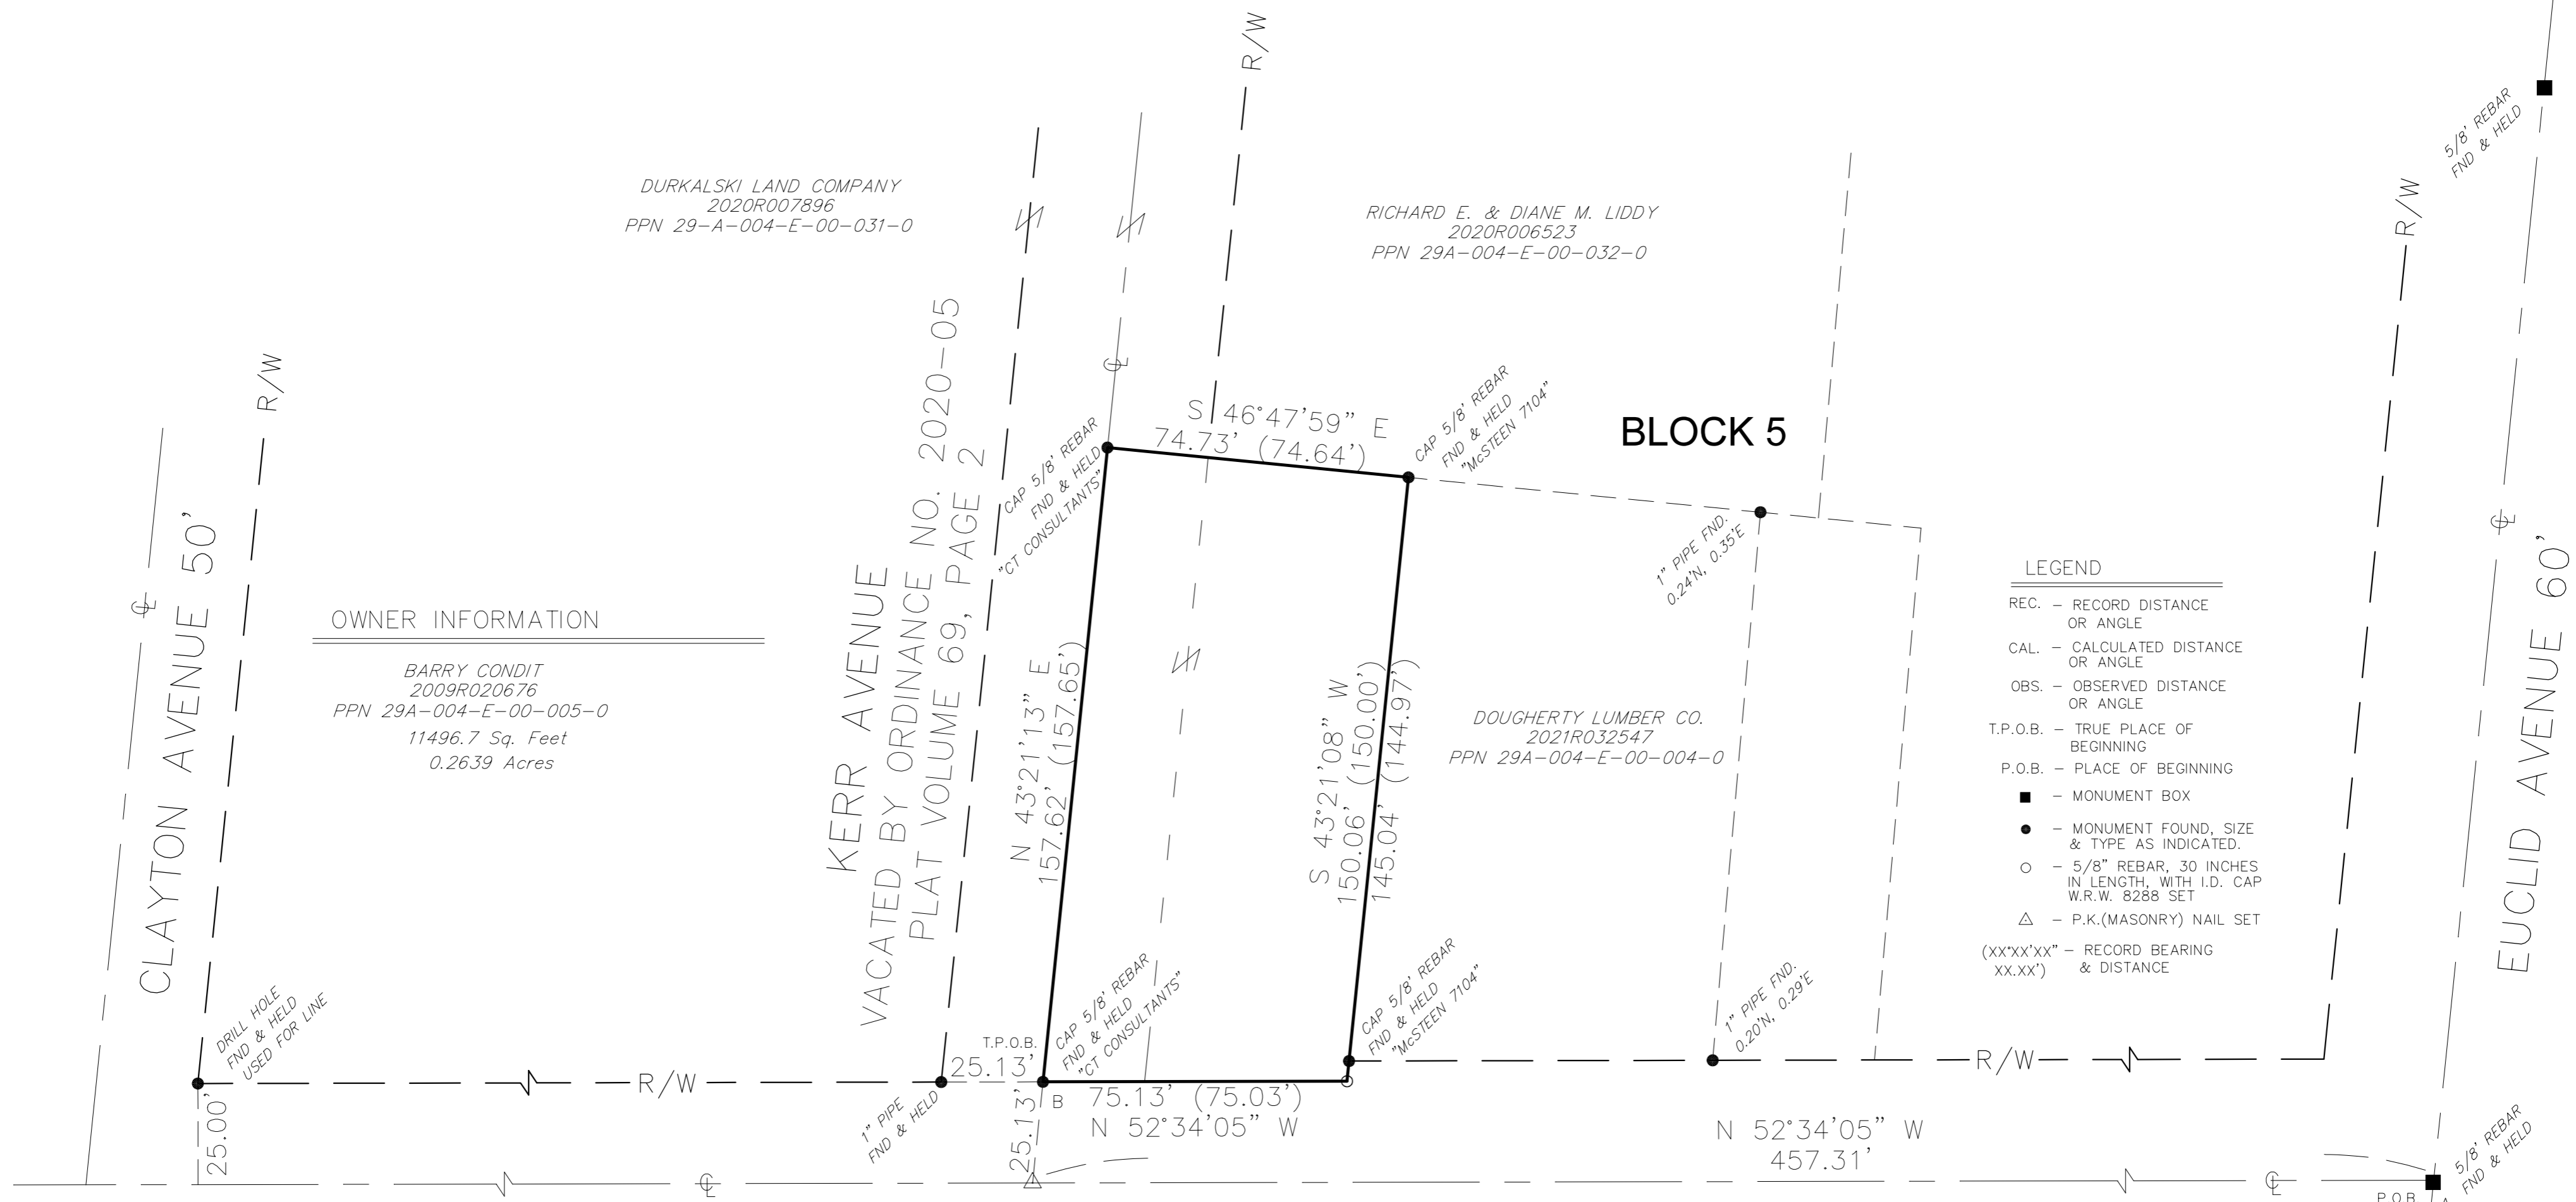 R/W
DURKALSKI LAND COMPANY
2020R007896
PPN 29-A-004-E-00-031-0
RICHARD E. & DIANE M. LIDDY
2020R006523
PPN 29A-004-E-00-032-0
5/8' REBAR
FND & HELD
R/W
R/W
CLAYTON AVENUE 50'
OWNER INFORMATION
BARRY CONDIT
2009R020676
PPN 29A-004-E-00-005-0
11496.7 Sq. Feet
0.2639 Acres
KERR AVENUE
VACATED BY ORDINANCE NO. 2020-05
PLAT VOLUME 69, PAGE 2
CAP 5/8' REBAR
FND & HELD
"CT CONSULTANTS"
S 46°47'59" E
74.73' (74.64')
CAP 5/8' REBAR
FND & HELD
"McSTEEN 7104"
BLOCK 5
1" PIPE FND.
0.24'N, 0.35'E
N 43°21'13" E
157.62' (157.65')
S 43°21'08" W
150.06' (150.00')
145.04' (144.97')
DOUGHERTY LUMBER CO.
2021R032547
PPN 29A-004-E-00-004-0
LEGEND
REC. - RECORD DISTANCE
OR ANGLE
CAL. - CALCULATED DISTANCE
OR ANGLE
OBS. - OBSERVED DISTANCE
OR ANGLE
T.P.O.B. - TRUE PLACE OF
BEGINNING
P.O.B. - PLACE OF BEGINNING
- MONUMENT BOX
- MONUMENT FOUND, SIZE
& TYPE AS INDICATED.
- 5/8" REBAR, 30 INCHES
IN LENGTH, WITH I.D. CAP
W.R.W. 8288 SET
- P.K.(MASONRY) NAIL SET
(XX°XX'XX" - RECORD BEARING
XX.XX') & DISTANCE
EUCLID AVENUE 60'
DRILL HOLE
FND & HELD
USED FOR LINE
25.00'
R/W
1" PIPE
FND & HELD
T.P.O.B.
25.13'
25.13'
B
CAP 5/8' REBAR
FND & HELD
"CT CONSULTANTS"
75.13' (75.03')
N 52°34'05" W
CAP 5/8' REBAR
FND & HELD
"McSTEEN 7104"
1" PIPE FND.
0.20'N, 0.29'E
R/W
N 52°34'05" W
457.31'
5/8' REBAR
FND & HELD
P.O.B.
A